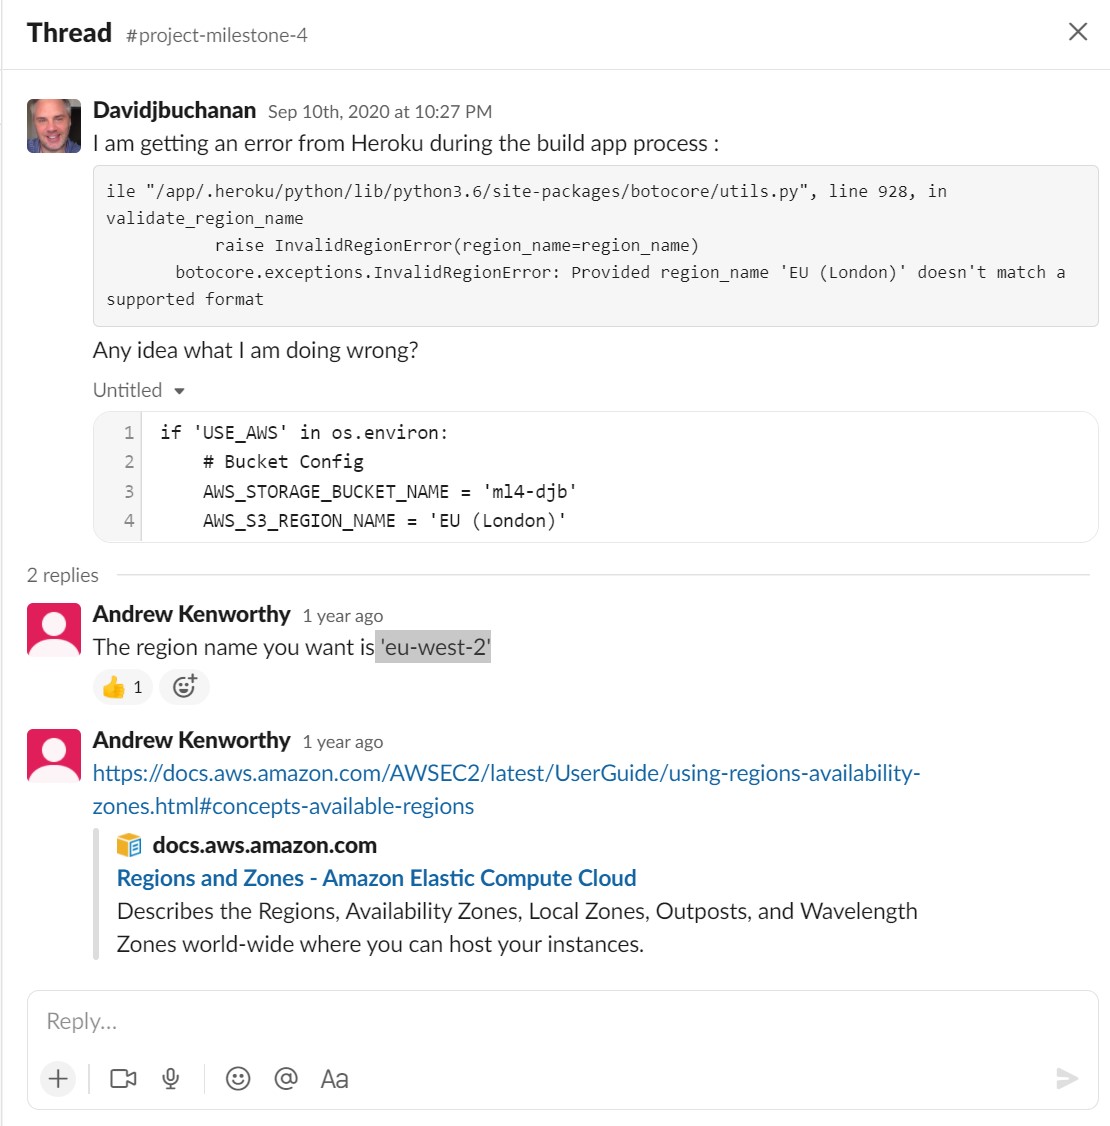 Thread #project-milestone-4
Davidjbuchanan Sep 10th, 2020 at 10:27 PM
I am getting an error from Heroku during the build app process :
ile "/app/.heroku/python/lib/python3.6/site-packages/botocore/utils.py", line 928, in
validate_region_name
raise InvalidRegionError(region_name=region_name)
botocore.exceptions.InvalidRegionError: Provided region_name 'EU (London)' doesn't match a
supported format
Any idea what I am doing wrong?
Untitled
1 if 'USE_AWS' in os.environ:
2 # Bucket Config
3 AWS_STORAGE_BUCKET_NAME = 'ml4-djb'
4 AWS_S3_REGION_NAME = 'EU (London)'
2 replies
Andrew Kenworthy 1 year ago
The region name you want is 'eu-west-2'
1
Andrew Kenworthy 1 year ago
https://docs.aws.amazon.com/AWSEC2/latest/UserGuide/using-regions-availability-
zones.html#concepts-available-regions
docs.aws.amazon.com
Regions and Zones - Amazon Elastic Compute Cloud
Describes the Regions, Availability Zones, Local Zones, Outposts, and Wavelength
Zones world-wide where you can host your instances.
Reply...
Aa